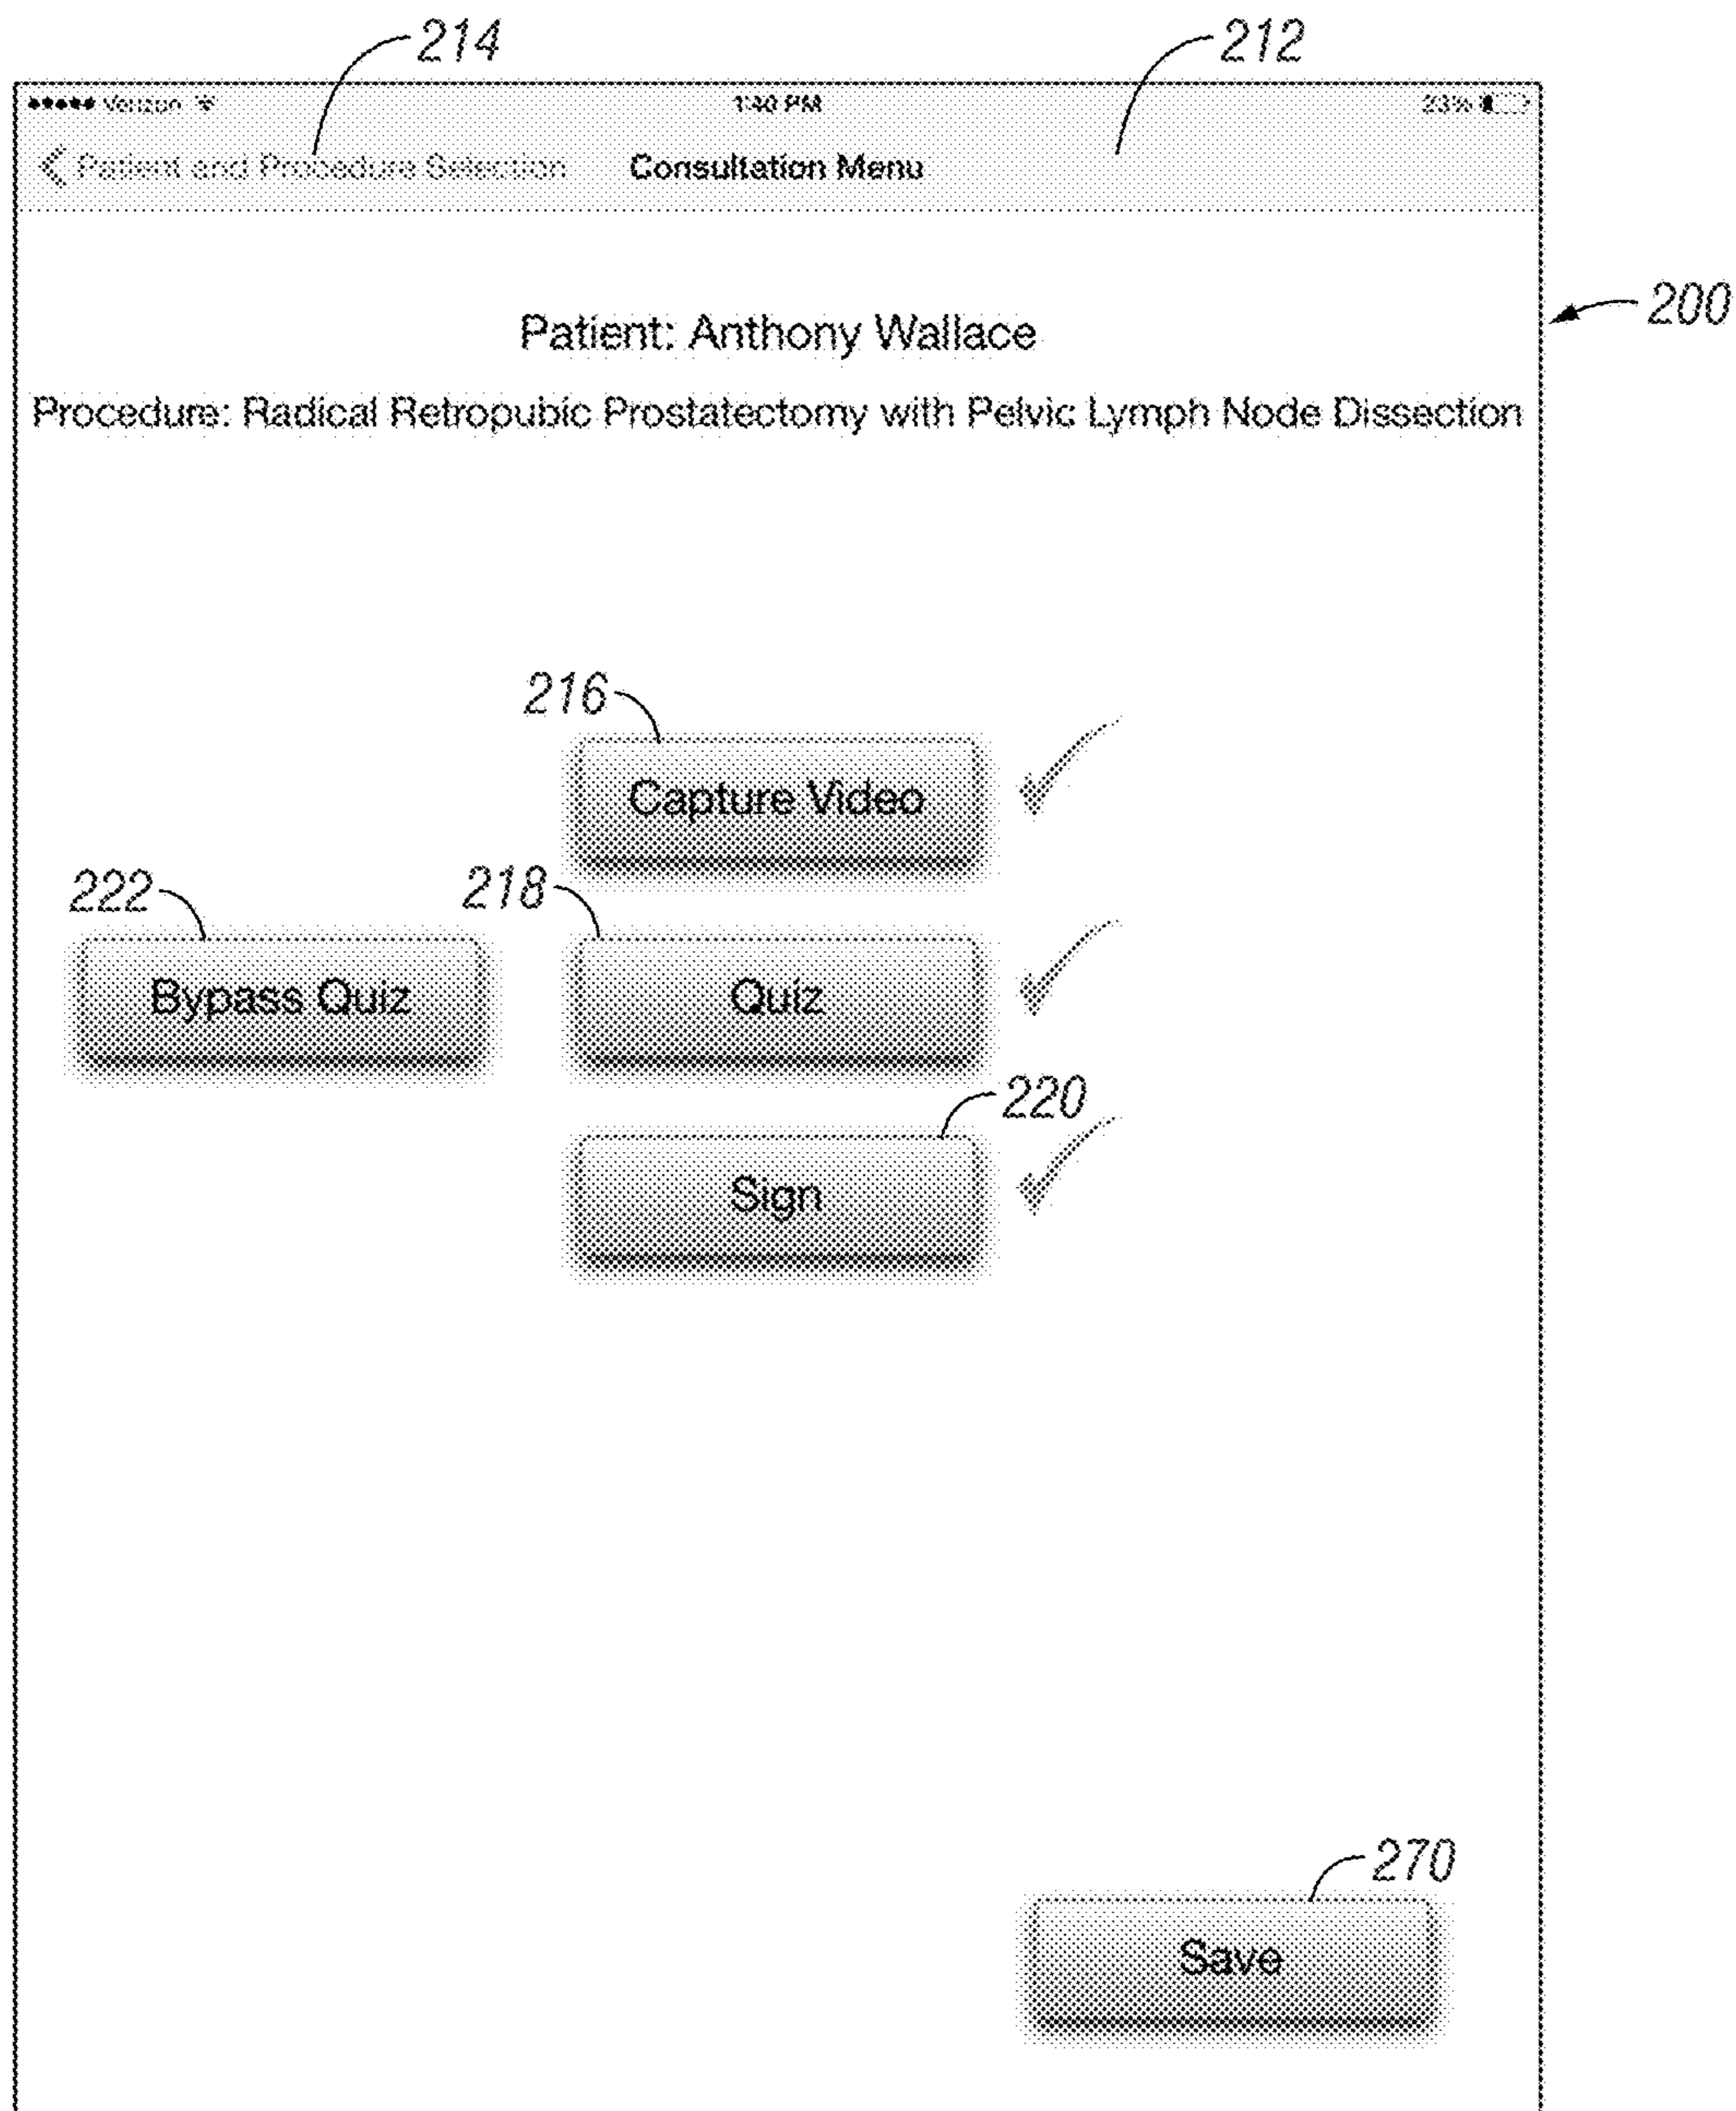 214 212
Verizon 1:40 PM 23%
Patient and Procedure Selection Consultation Menu
200
Patient: Anthony Wallace
Procedure: Radical Retropubic Prostatectomy with Pelvic Lymph Node Dissection
216
Capture Video
222 218
Bypass Quiz Quiz
220
Sign
270
Save